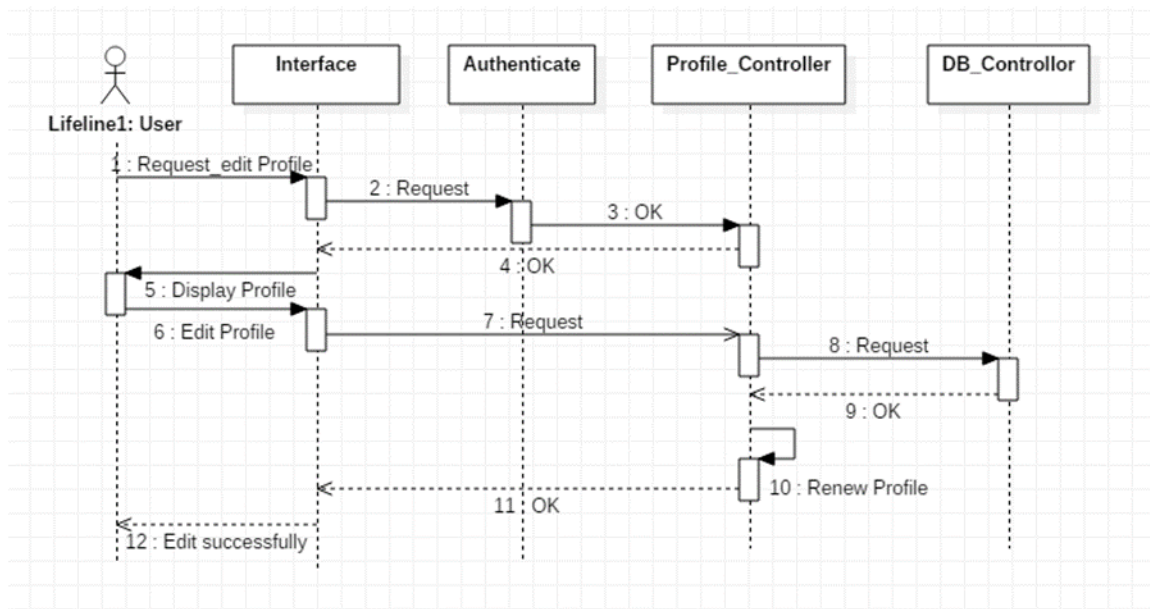 Interface
Authenticate
Profile_Controller
DB_Controllor
Lifeline1: User
1 : Request_edit Profile
2 : Request
3 : OK
4 : OK
5 : Display Profile
6 : Edit Profile
7 : Request
8 : Request
9 : OK
10 : Renew Profile
11 : OK
12 : Edit successfully